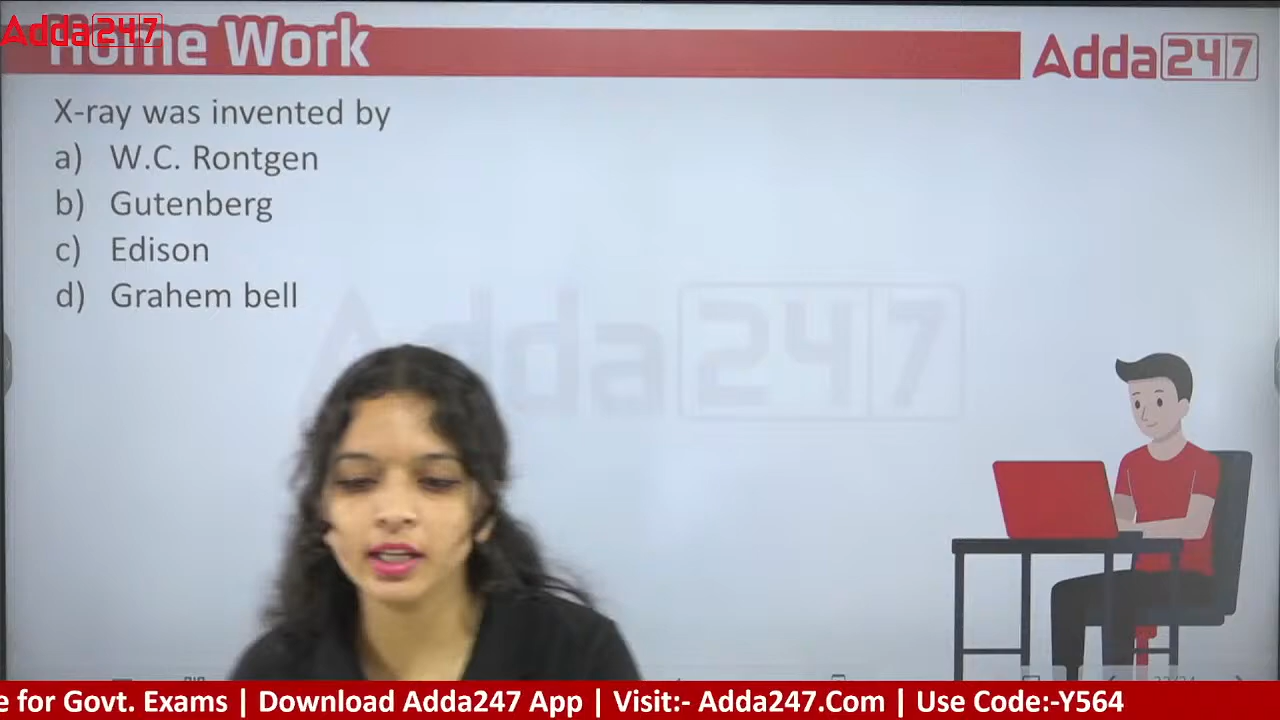 Adda247
Home Work
Adda247
X-ray was invented by
a) W.C. Rontgen
b) Gutenberg
c) Edison
d) Grahem bell
Adda247
e for Govt. Exams | Download Adda247 App | Visit:- Adda247.Com | Use Code:-Y564